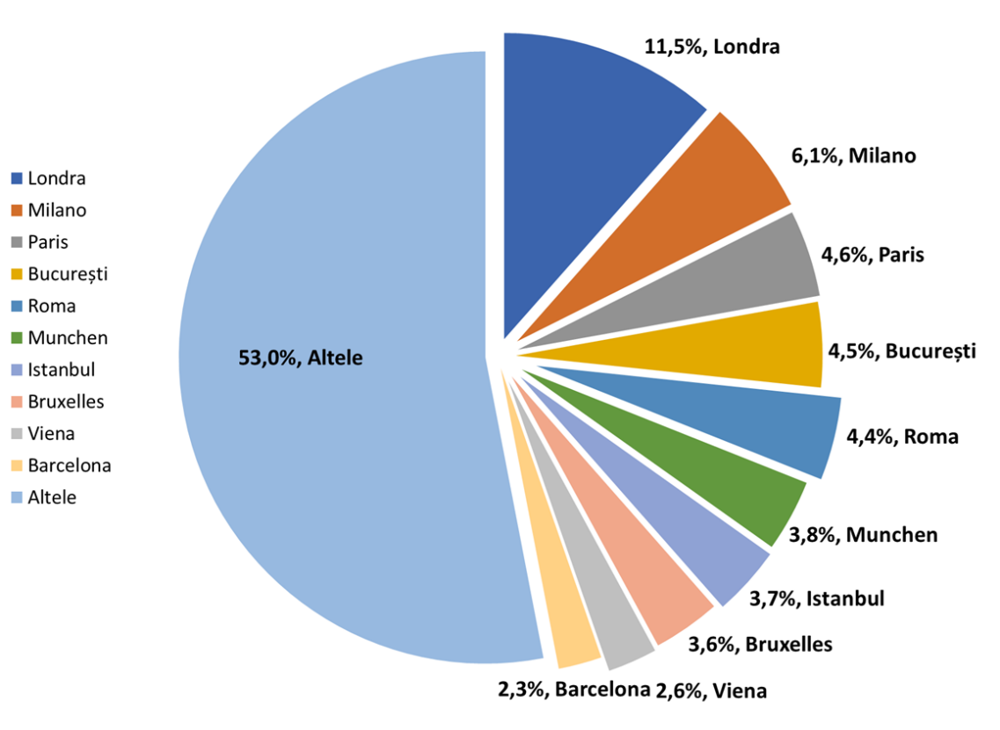 11,5%, Londra
6,1%, Milano
4,6%, Paris
4,5%, București
4,4%, Roma
3,8%, Munchen
3,7%, Istanbul
3,6%, Bruxelles
2,6%, Viena
2,3%, Barcelona
53,0%, Altele
Londra
Milano
Paris
București
Roma
Munchen
Istanbul
Bruxelles
Viena
Barcelona
Altele